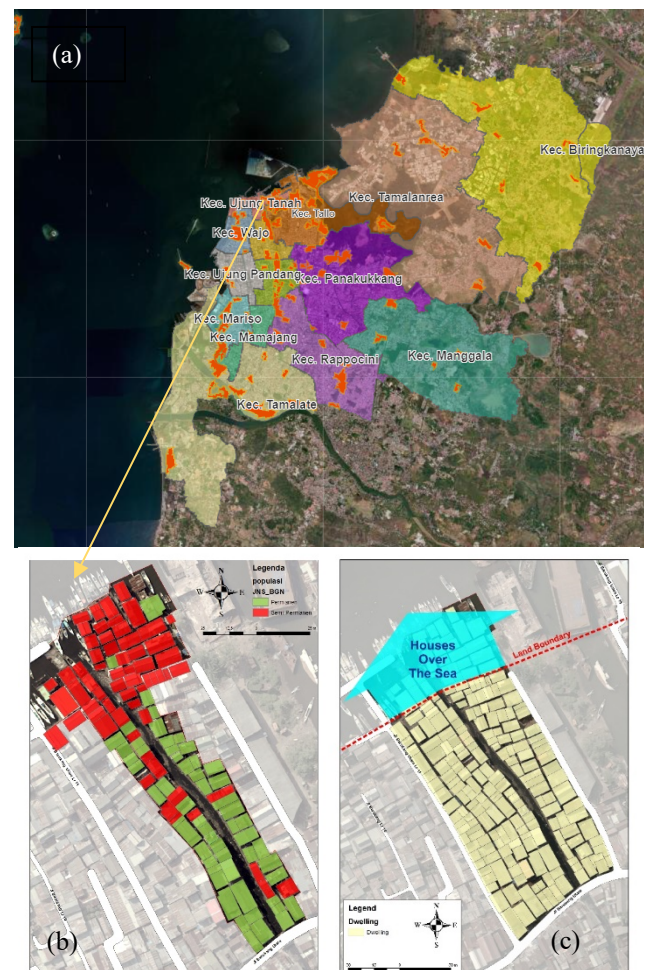 (a)
Kec. Biringkanaya
Kec. Tamalanrea
Kec. Ujung Tanah
Kec. Tallo
Kec. Wajo
Kec. Ujung Pandang
Kec. Panakukkang
Kec. Mariso
Kec. Mamajang
Kec. Rappocini
Kec. Manggala
Kec. Tamalate
Legenda
populasi
JNS_BGN
Permanen
Semi Permanen
N
W
E
S
(b)
Houses
Over
The Sea
Land Boundary
Legend
Dwelling
Dwelling
N
W
E
S
(c)